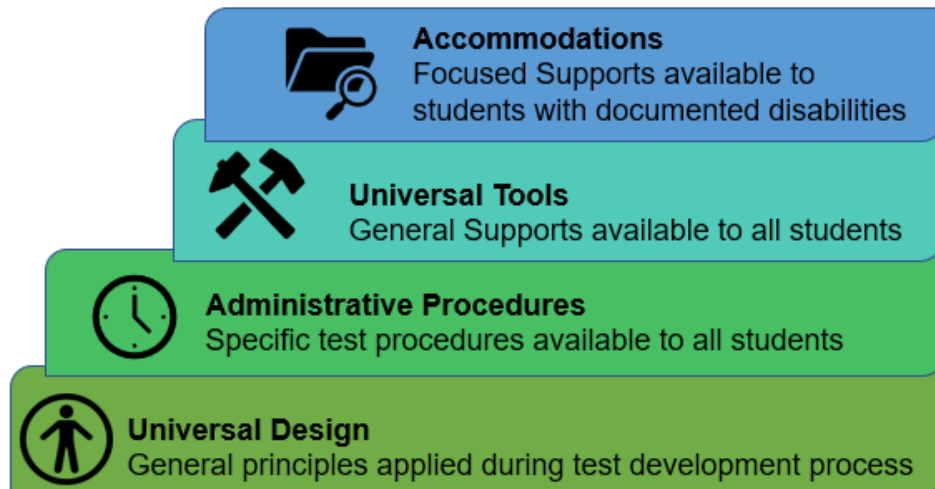 Accommodations
Focused Supports available to
students with documented disabilities
Universal Tools
General Supports available to all students
Administrative Procedures
Specific test procedures available to all students
Universal Design
General principles applied during test development process